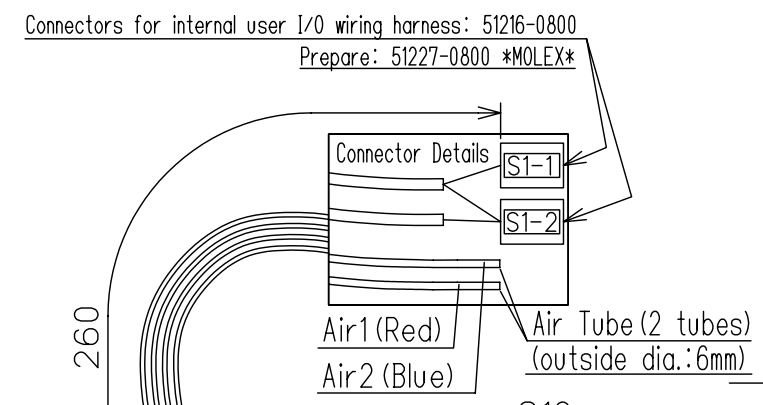 Connectors for internal user I/O wiring harness: 51216-0800
Prepare: 51227-0800 *MOLEX*
Connector Details
S1-1
S1-2
260
Air1(Red)
Air2(Blue)
Air Tube(2 tubes)
(outside dia.:6mm)